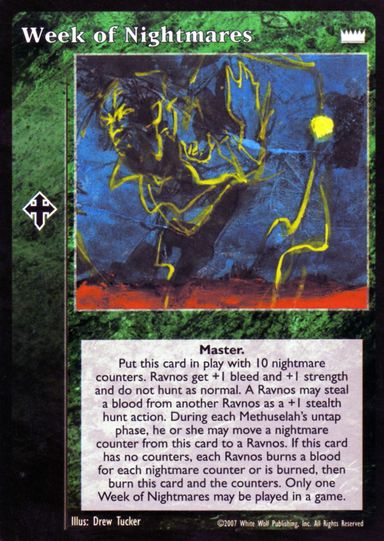 Week of Nightmares
Master.
Put this card in play with 10 nightmare
counters. Ravnos get +1 bleed and +1 strength
and do not hunt as normal. A Ravnos may steal
a blood from another Ravnos as a +1 stealth
hunt action. During each Methuselah's untap
phase, he or she may move a nightmare
counter from this card to a Ravnos. If this card
has no counters, each Ravnos burns a blood
for each nightmare counter or is burned, then
burn this card and the counters. Only one
Week of Nightmares may be played in a game.
Illus: Drew Tucker
©2007 White Wolf Publishing, Inc. All Rights Reserved